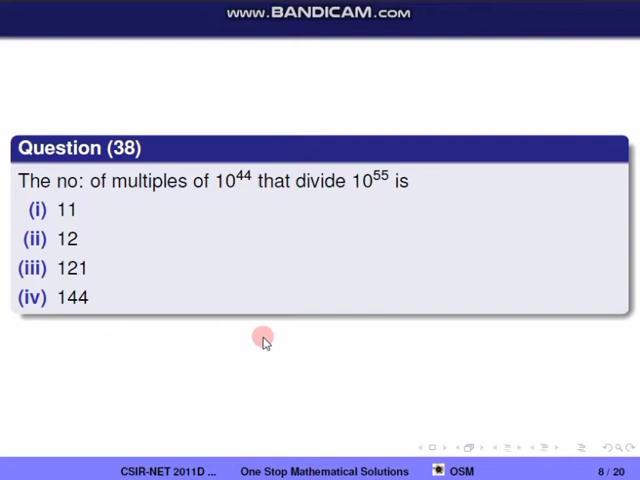 www.BANDICAM.com
Question (38)
The no: of multiples of 10⁴⁴ that divide 10⁵⁵ is
(i) 11
(ii) 12
(iii) 121
(iv) 144
CSIR-NET 2011D ... One Stop Mathematical Solutions OSM 8 / 20